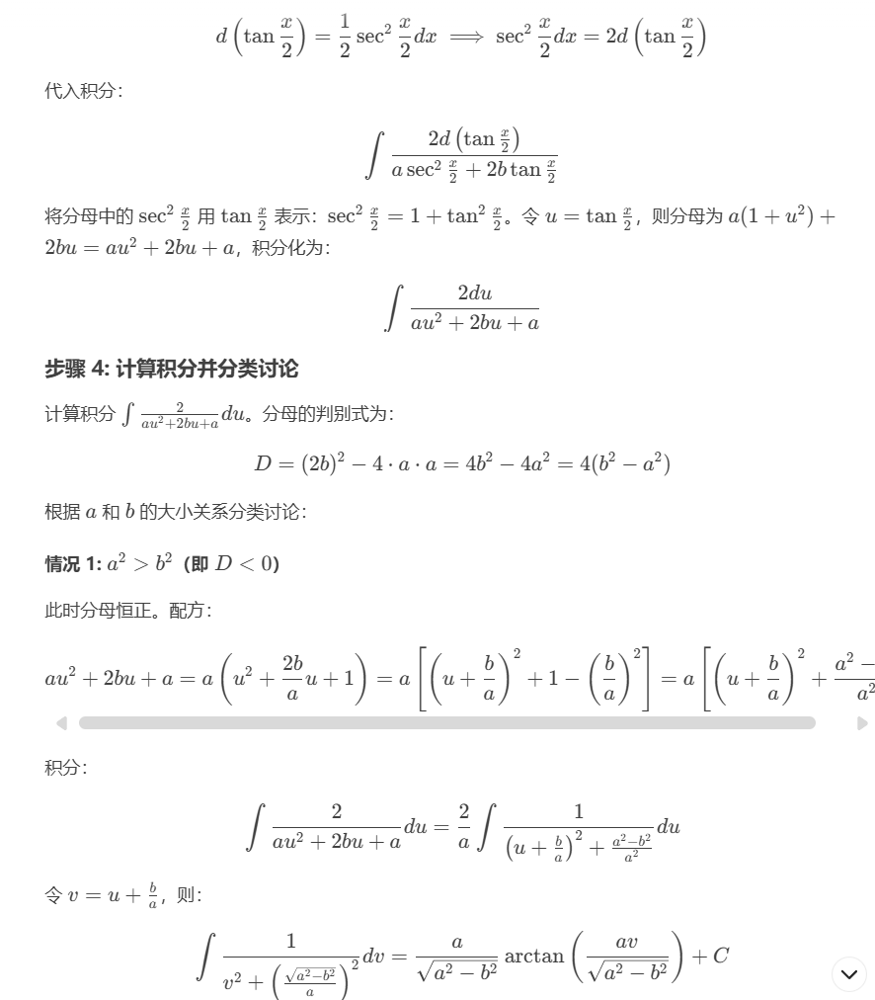 $d\left(\tan\frac{x}{2}\right) = \frac{1}{2}\sec^2\frac{x}{2}dx \implies \sec^2\frac{x}{2}dx = 2d\left(\tan\frac{x}{2}\right)$
代入积分：
$\int \frac{2d\left(\tan\frac{x}{2}\right)}{a\sec^2\frac{x}{2} + 2b\tan\frac{x}{2}}$
将分母中的 $\sec^2\frac{x}{2}$ 用 $\tan\frac{x}{2}$ 表示：$\sec^2\frac{x}{2} = 1 + \tan^2\frac{x}{2}$。令 $u = \tan\frac{x}{2}$，则分母为 $a(1 + u^2) +$
$2bu = au^2 + 2bu + a$，积分化为：
$\int \frac{2du}{au^2 + 2bu + a}$
步骤 4: 计算积分并分类讨论
计算积分 $\int \frac{2}{au^2+2bu+a}du$。分母的判别式为：
$D = (2b)^2 - 4 \cdot a \cdot a = 4b^2 - 4a^2 = 4(b^2 - a^2)$
根据 $a$ 和 $b$ 的大小关系分类讨论：
情况 1: $a^2 > b^2$（即 $D < 0$）
此时分母恒正。配方：
$au^2 + 2bu + a = a\left(u^2 + \frac{2b}{a}u + 1\right) = a\left[\left(u + \frac{b}{a}\right)^2 + 1 - \left(\frac{b}{a}\right)^2\right] = a\left[\left(u + \frac{b}{a}\right)^2 + \frac{a^2 -}{a^2}\right.$
积分：
$\int \frac{2}{au^2 + 2bu + a}du = \frac{2}{a}\int \frac{1}{\left(u + \frac{b}{a}\right)^2 + \frac{a^2-b^2}{a^2}}du$
令 $v = u + \frac{b}{a}$，则：
$\int \frac{1}{v^2 + \left(\frac{\sqrt{a^2-b^2}}{a}\right)^2}dv = \frac{a}{\sqrt{a^2 - b^2}}\arctan\left(\frac{av}{\sqrt{a^2 - b^2}}\right) + C$